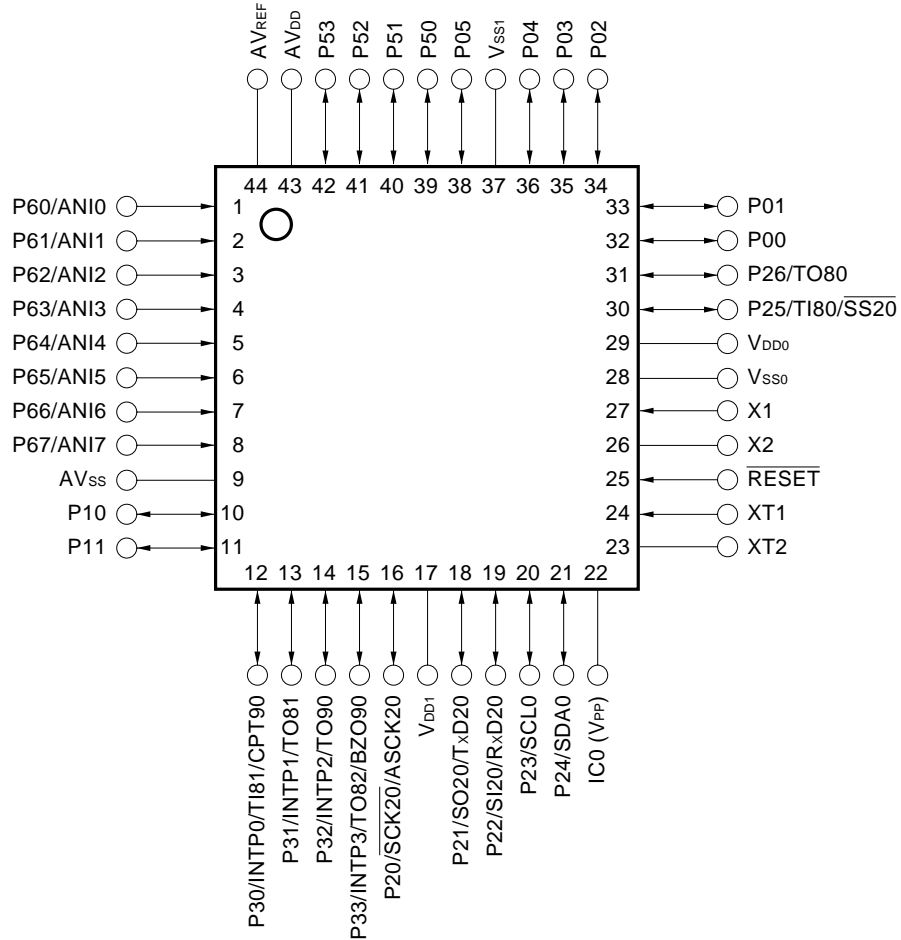 AVREF
AVDD
P53
P52
P51
P50
P05
VSS1
P04
P03
P02
44 43 42 41 40 39 38 37 36 35 34
P60/ANI0 1
P61/ANI1 2
P62/ANI2 3
P63/ANI3 4
P64/ANI4 5
P65/ANI5 6
P66/ANI6 7
P67/ANI7 8
AVSS 9
P10 10
P11 11
33 P01
32 P00
31 P26/TO80
30 P25/TI80/S̅S̅2̅0̅
29 VDD0
28 VSS0
27 X1
26 X2
25 R̅E̅S̅E̅T̅
24 XT1
23 XT2
12 13 14 15 16 17 18 19 20 21 22
P30/INTP0/TI81/CPT90
P31/INTP1/TO81
P32/INTP2/TO90
P33/INTP3/TO82/BZO90
P20/S̅C̅K̅2̅0̅/ASCK20
VDD1
P21/SO20/TxD20
P22/SI20/RxD20
P23/SCL0
P24/SDA0
IC0 (VPP)